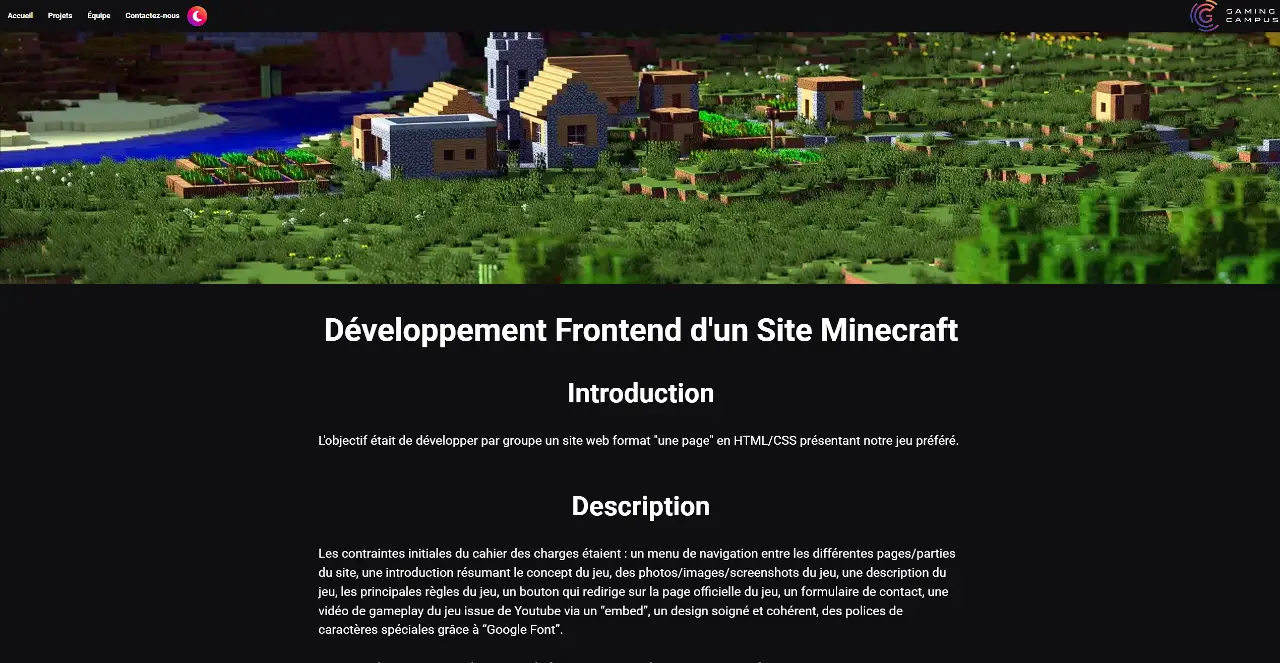 Accueil Projets Équipe Contactez-nous
GAMING
CAMPUS
Développement Frontend d'un Site Minecraft
Introduction
L'objectif était de développer par groupe un site web format "une page" en HTML/CSS présentant notre jeu préféré.
Description
Les contraintes initiales du cahier des charges étaient : un menu de navigation entre les différentes pages/parties
du site, une introduction résumant le concept du jeu, des photos/images/screenshots du jeu, une description du
jeu, les principales règles du jeu, un bouton qui redirige sur la page officielle du jeu, un formulaire de contact, une
vidéo de gameplay du jeu issue de Youtube via un “embed”, un design soigné et cohérent, des polices de
caractères spéciales grâce à “Google Font”.